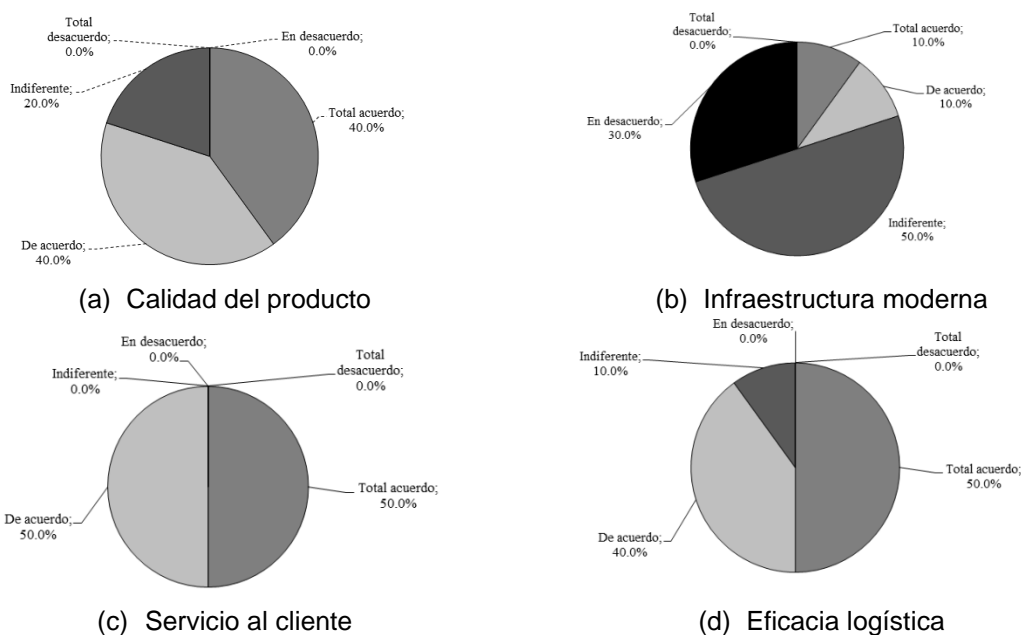 Total
desacuerdo;
0.0%
En desacuerdo;
0.0%
Indiferente;
20.0%
Total acuerdo;
40.0%
De acuerdo;
40.0%
(a) Calidad del producto
Total
desacuerdo;
0.0%
Total acuerdo;
10.0%
De acuerdo;
10.0%
En desacuerdo;
30.0%
Indiferente;
50.0%
(b) Infraestructura moderna
En desacuerdo;
0.0%
Total
desacuerdo;
0.0%
Indiferente;
0.0%
Total acuerdo;
50.0%
De acuerdo;
50.0%
(c) Servicio al cliente
En desacuerdo;
0.0%
Total
desacuerdo;
0.0%
Indiferente;
10.0%
Total acuerdo;
50.0%
De acuerdo;
40.0%
(d) Eficacia logística